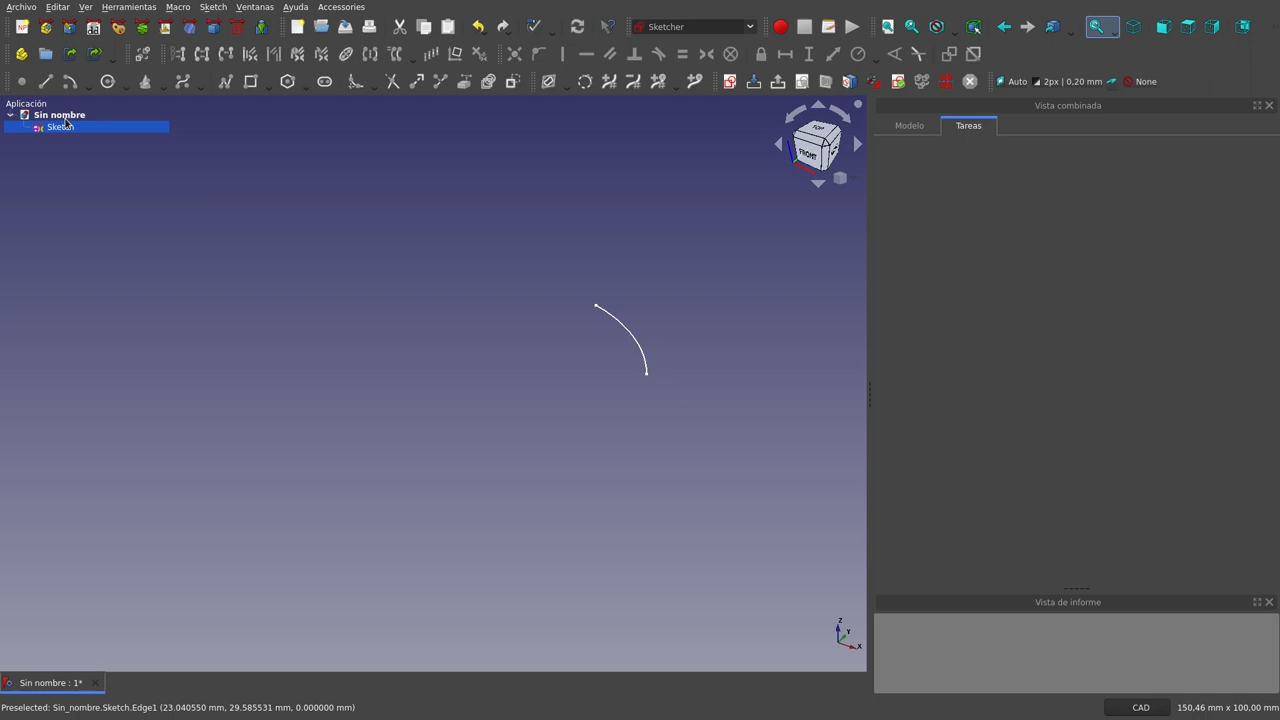 Archivo Editar Ver Herramientas Macro Sketch Ventanas Ayuda Accessories
Sketcher
Auto 2px | 0.20 mm None
Aplicación
Sin nombre
Sketch
TOP
FRONT
Vista combinada
Modelo Tareas
Z
Y
X
Vista de informe
Sin nombre : 1*
Preselected: Sin_nombre.Sketch.Edge1 (23.040550 mm, 29.585531 mm, 0.000000 mm)
CAD 150,46 mm x 100,00 mm